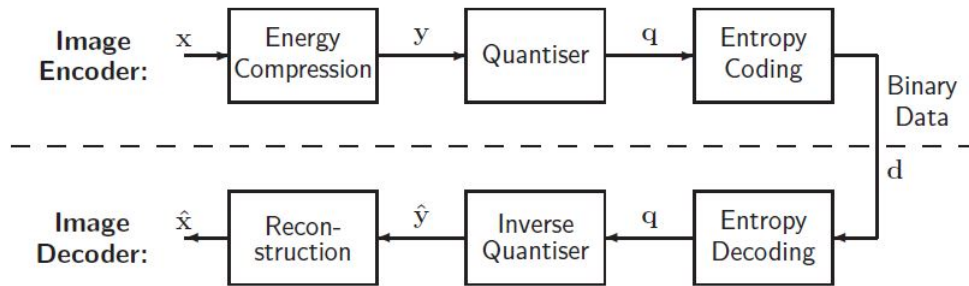 Image
Encoder:
x
Energy
Compression
y
Quantiser
q
Entropy
Coding
Binary
Data
d
Image
Decoder:
x̂
Recon-
struction
ŷ
Inverse
Quantiser
q
Entropy
Decoding